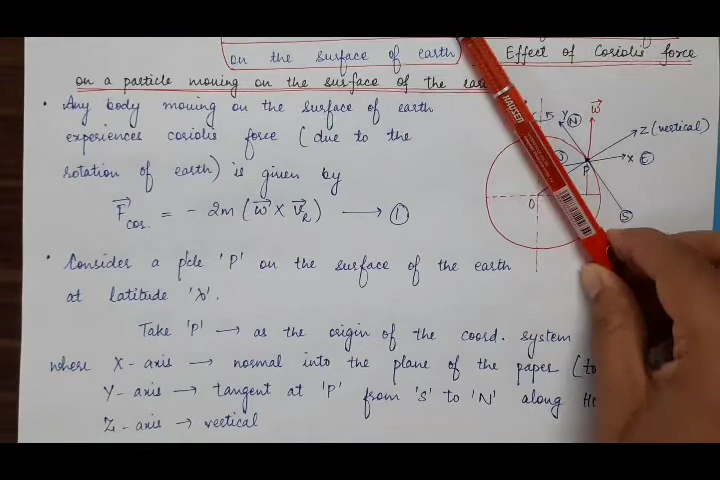 on the surface of earth Effect of Coriolis force
on a particle moving on the surface of the
• Any body moving on the surface of earth
experiences coriolis force (due to the
rotation of earth) is given by
F⃗cos. = - 2m (w⃗ × v⃗R) → ①
• Consider a p'cle 'P' on the surface of the earth
at latitude 'λ'.
Take 'P' → as the origin of the coord. system
where X-axis → normal into the plane of the paper
Y-axis → tangent at 'P' from 'S' to 'N' along
Z-axis → vertical
w⃗
Y N
Z (vertical)
X E
P
O
S
HAUSER